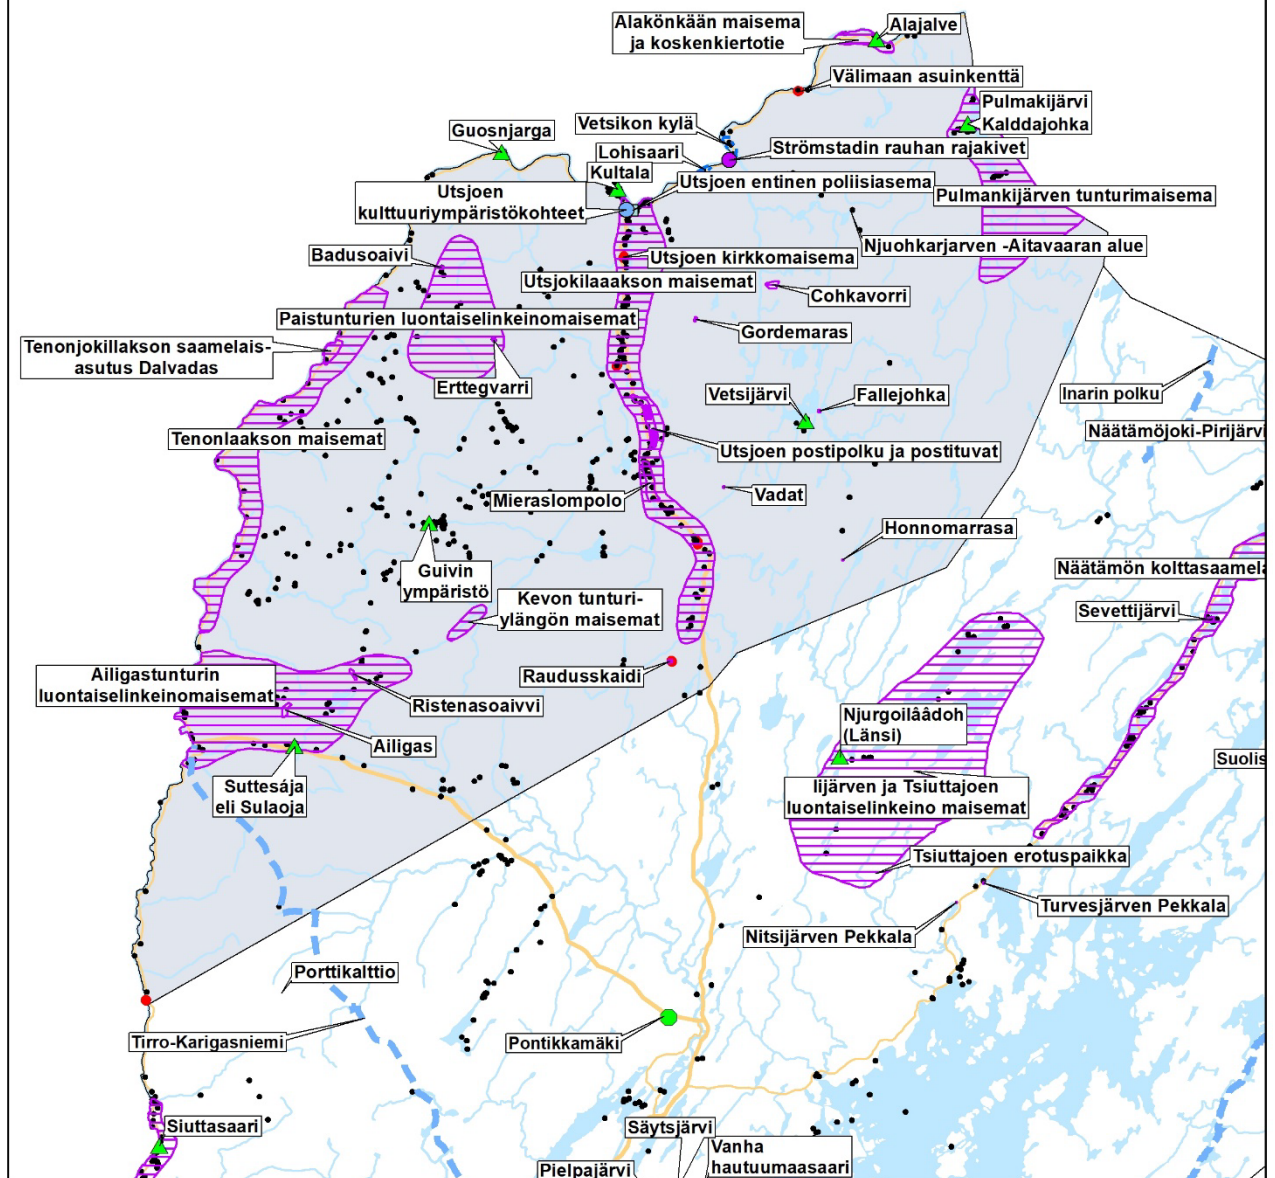 Alakönkään maisema
ja koskenkiertotie
Alajalve
Välimaan asuinkenttä
Pulmakijärvi
Kalddajohka
Vetsikon kylä
Guosnjarga
Strömstadin rauhan rajakivet
Lohisaari
Kultala
Utsjoen entinen poliisiasema
Utsjoen
kulttuuriympäristökohteet
Pulmankijärven tunturimaisema
Njuohkarjarven -Aitavaaran alue
Badusoaivi
Utsjoen kirkkomaisema
Utsjokilaaakson maisemat
Cohkavorri
Paistunturien luontaiselinkeinomaisemat
Gordemaras
Tenonjokillakson saamelais-
asutus Dalvadas
Erttegvarri
Vetsijärvi
Fallejohka
Inarin polku
Tenonlaakson maisemat
Näätämöjoki-Pirijärvi
Utsjoen postipolku ja postituvat
Mieraslompolo
Vadat
Honnomarrasa
Guivin
ympäristö
Näätämön kolttasaamela
Kevon tunturi-
ylängön maisemat
Sevettijärvi
Ailigastunturin
luontaiselinkeinomaisemat
Raudusskaidi
Ristenasoaivvi
Njurgoilâådoh
(Länsi)
Ailigas
Suolis
Suttesája
eli Sulaoja
Iijärven ja Tsiuttajoen
luontaiselinkeino maisemat
Tsiuttajoen erotuspaikka
Turvesjärven Pekkala
Nitsijärven Pekkala
Porttikalttio
Tirro-Karigasniemi
Pontikkamäki
Siuttasaari
Säytsjärvi
Vanha
hautuumaasaari
Pielpajärvi